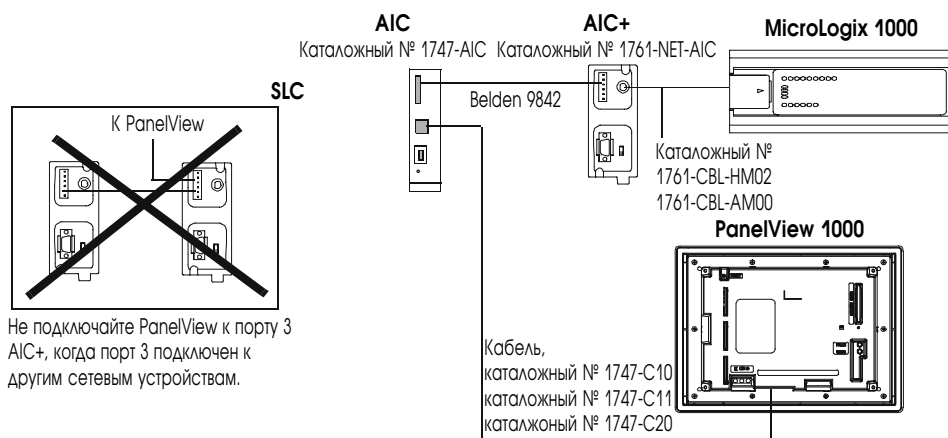 AIC
Каталожный № 1747-AIC
AIC+
Каталожный № 1761-NET-AIC
MicroLogix 1000
Belden 9842
SLC
К PanelView
Каталожный №
1761-CBL-HM02
1761-CBL-AM00
PanelView 1000
Не подключайте PanelView к порту 3
AIC+, когда порт 3 подключен к
другим сетевым устройствам.
Кабель,
каталожный № 1747-C10
каталожный № 1747-C11
каталжоный № 1747-C20